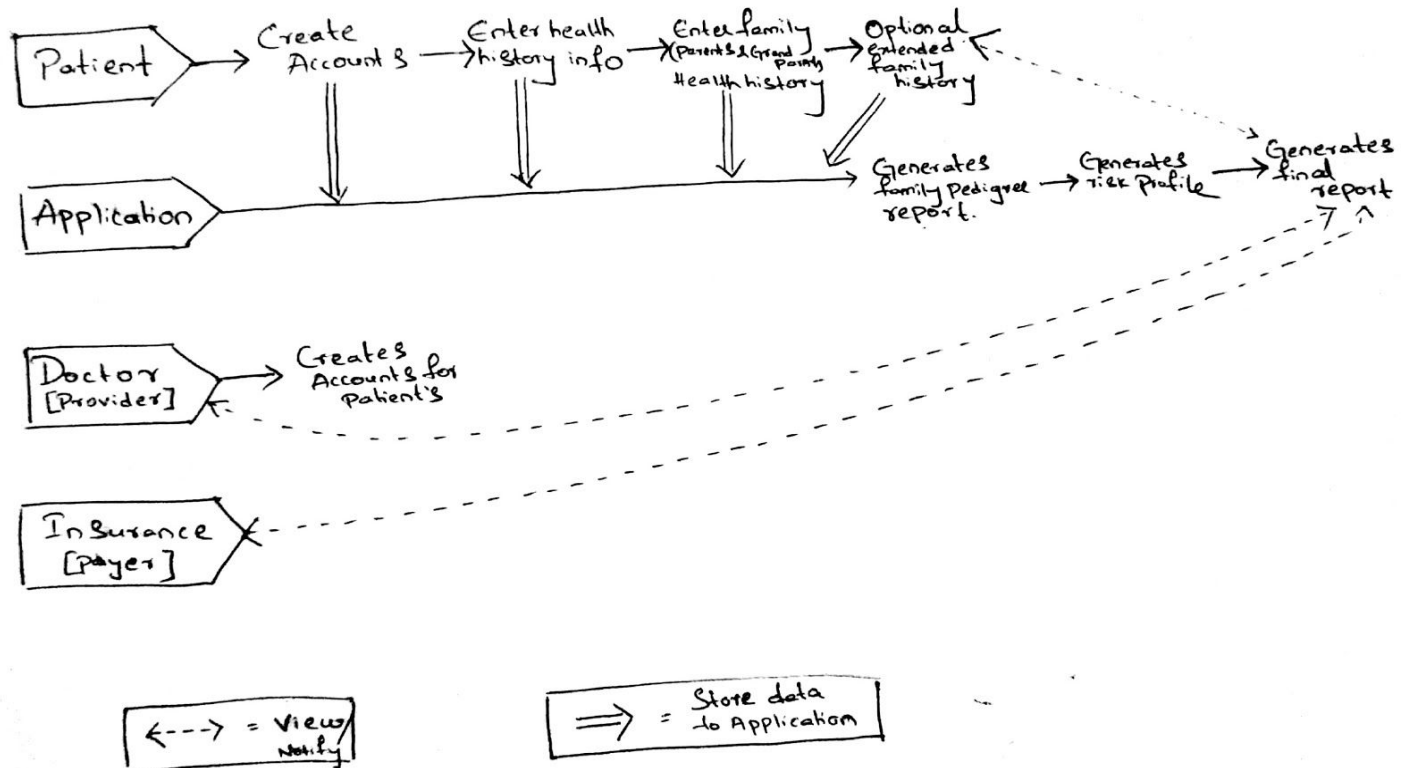 Patient
Create
Accounts
Enter health
history info
Enter family
(Parents & Grand
Health history
Optional
extended
family
history
Application
Generates
family Pedigree
report.
Generates
risk Profile
Generates
final
report
Doctor
[Provider]
Creates
Accounts for
Patient's
Insurance
[Payer]
= View/
Notify
= Store data
to Application